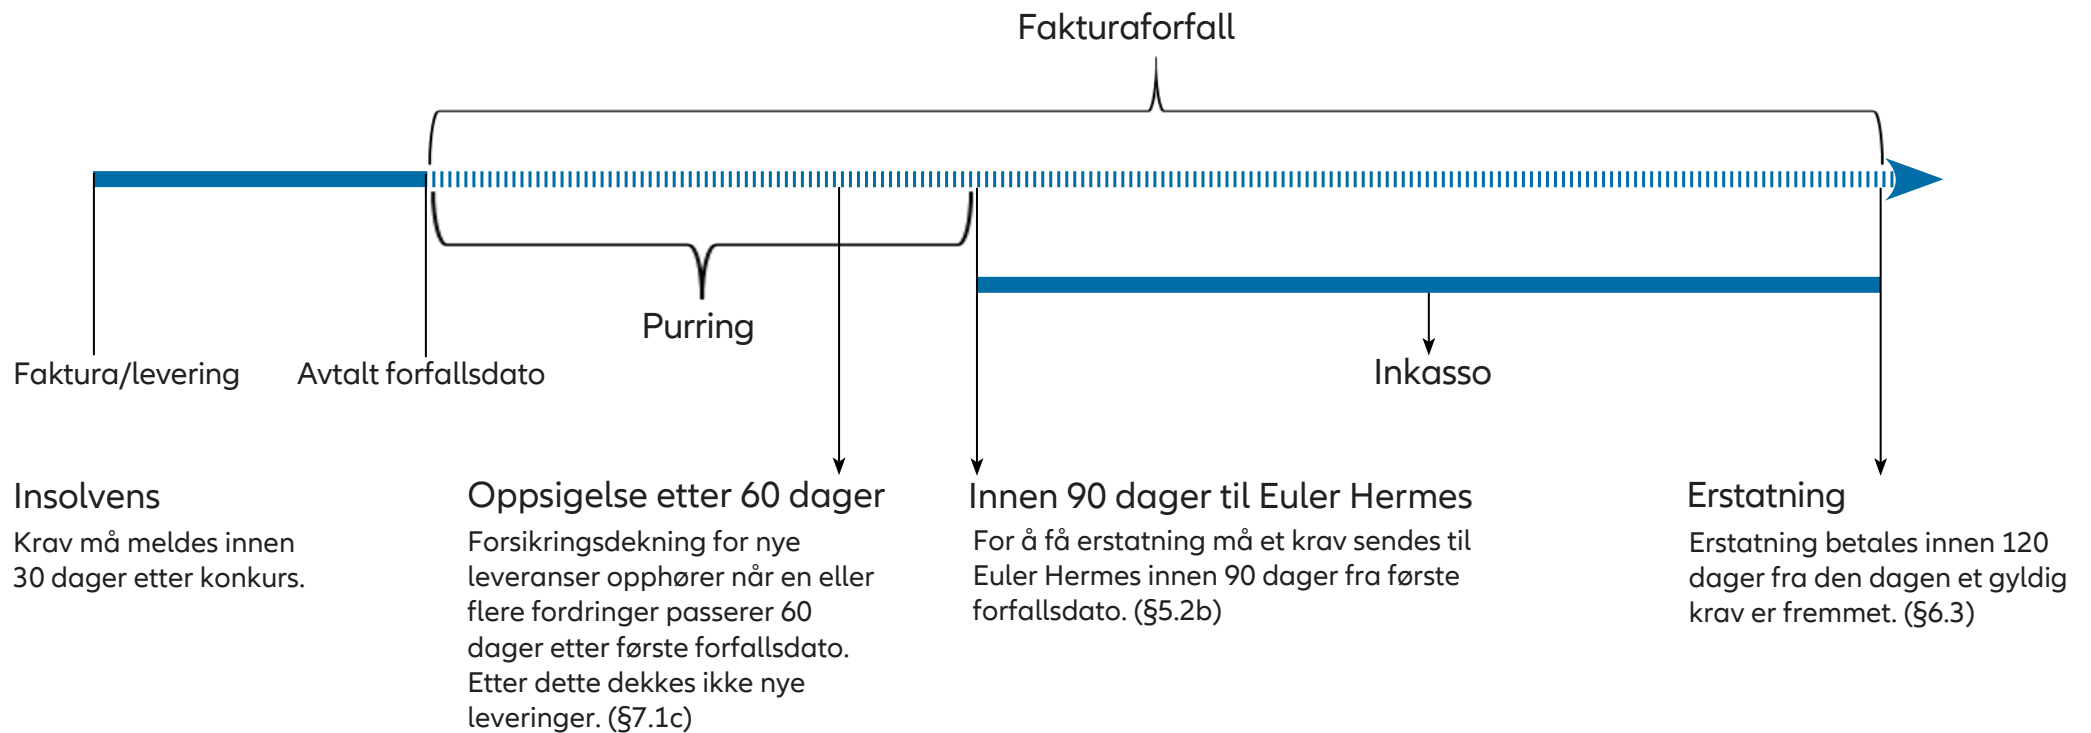 Fakturaforfall
Purring
Faktura/levering
Avtalt forfallsdato
Inkasso
Insolvens
Krav må meldes innen
30 dager etter konkurs.
Oppsigelse etter 60 dager
Forsikringsdekning for nye
leveranser opphører når en eller
flere fordringer passerer 60
dager etter første forfallsdato.
Etter dette dekkes ikke nye
leveringer. (§7.1c)
Innen 90 dager til Euler Hermes
For å få erstatning må et krav sendes til
Euler Hermes innen 90 dager fra første
forfallsdato. (§5.2b)
Erstatning
Erstatning betales innen 120
dager fra den dagen et gyldig
krav er fremmet. (§6.3)